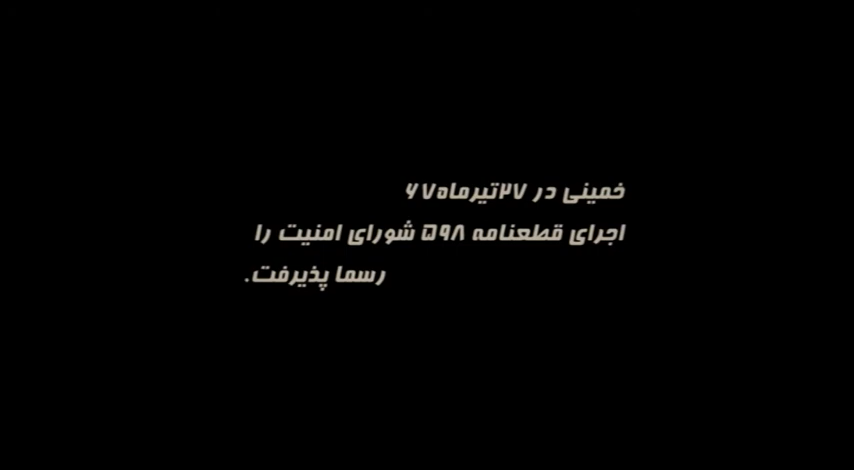 خمینی در ۲۷تیرماه۶۷
اجرای قطعنامه ۵۹۸ شورای امنیت را
رسما پذیرفت.